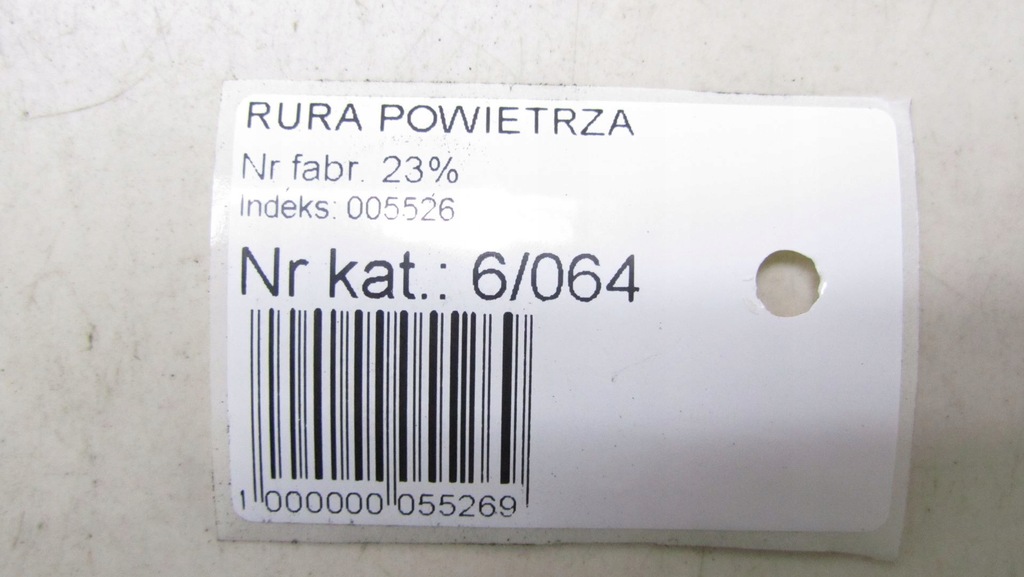 RURA POWIETRZA
Nr fabr. 23%
Indeks: 005526
Nr kat.: 6/064
1 000000 055269